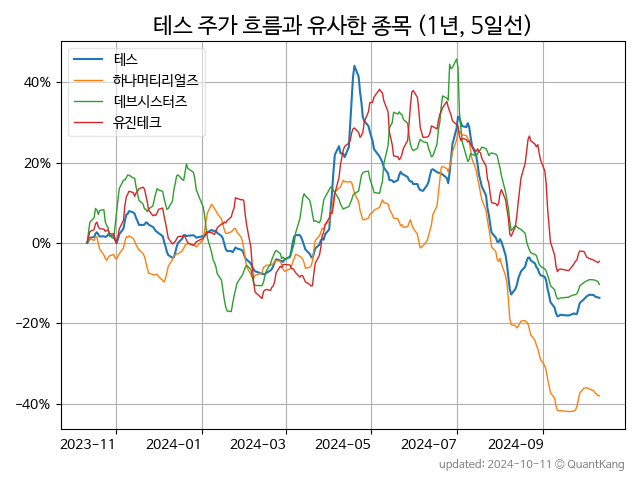 테스 주가 흐름과 유사한 종목 (1년, 5일선)
테스
하나머티리얼즈
데브시스터즈
유진테크
40%
20%
0%
−20%
−40%
2023-11 2024-01 2024-03 2024-05 2024-07 2024-09
updated: 2024-10-11 © QuantKang